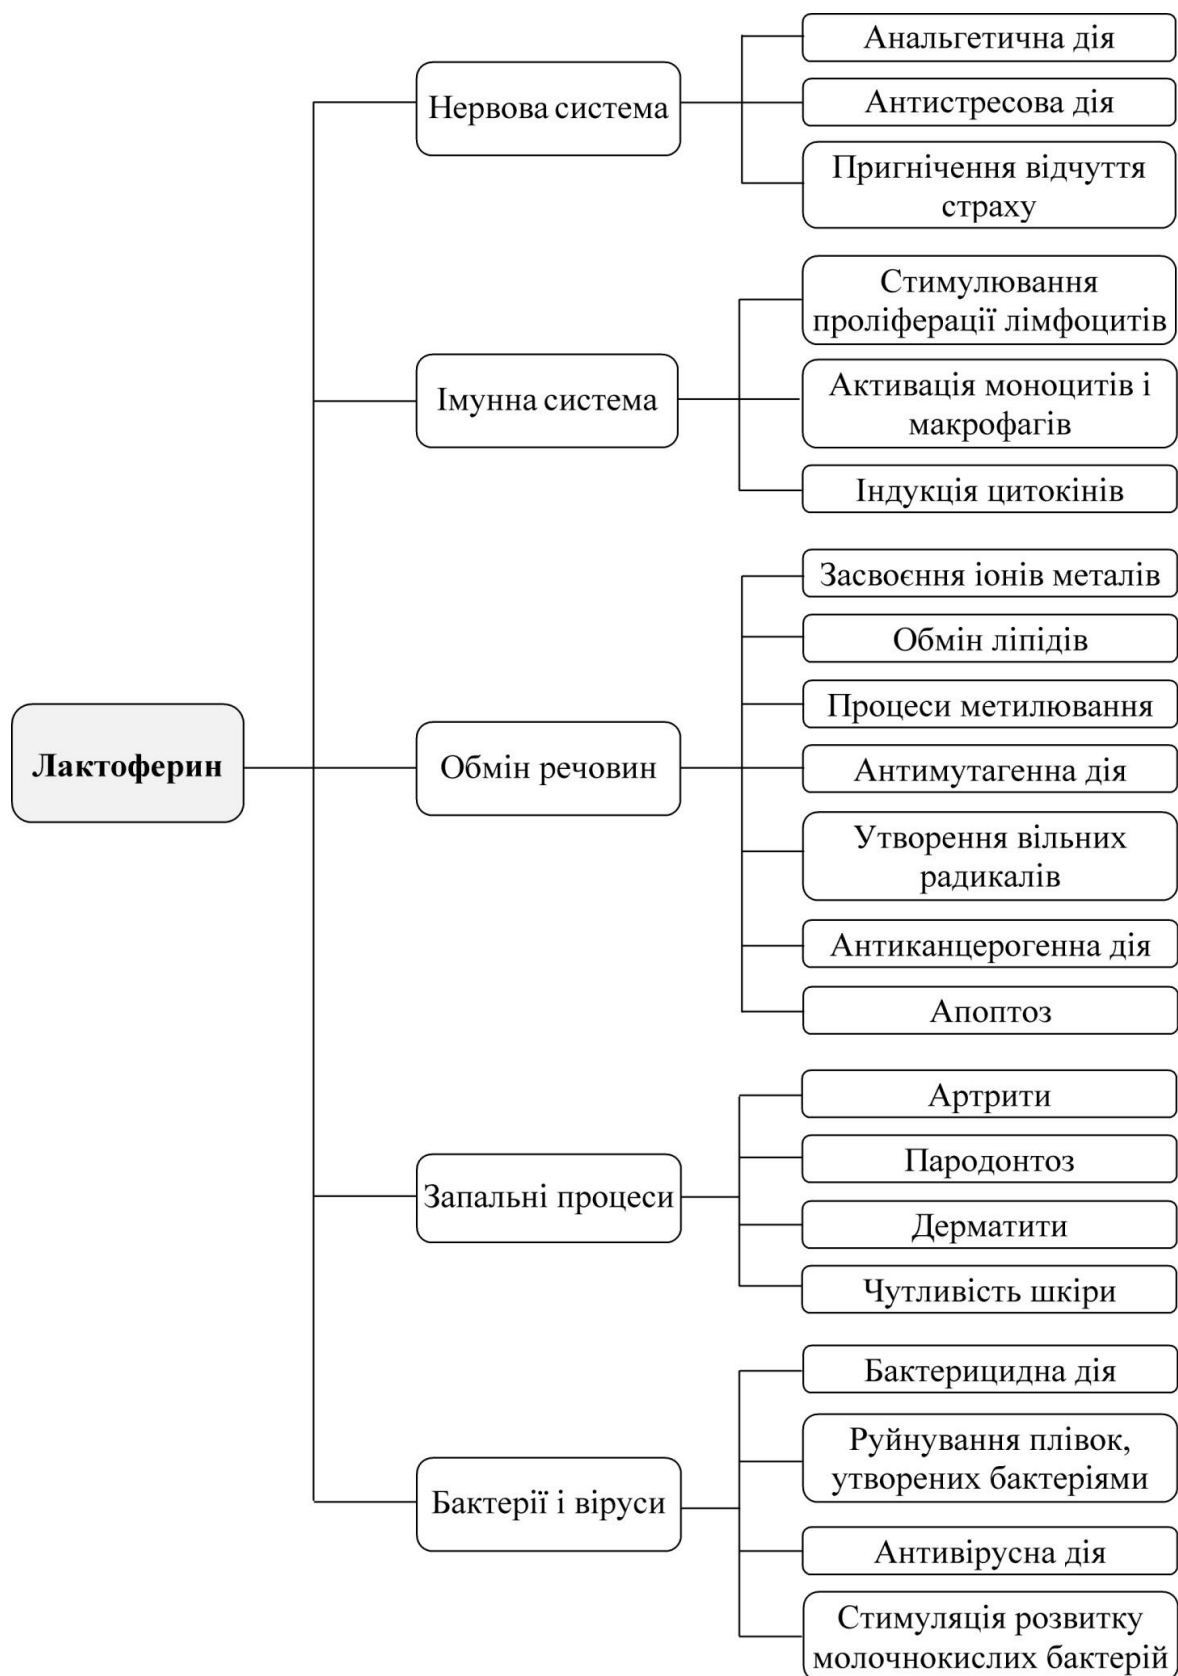 Лактоферин
Нервова система
Анальгетична дія
Антистресова дія
Пригнічення відчуття
страху
Імунна система
Стимулювання
проліферації лімфоцитів
Активація моноцитів і
макрофагів
Індукція цитокінів
Обмін речовин
Засвоєння іонів металів
Обмін ліпідів
Процеси метилювання
Антимутагенна дія
Утворення вільних
радикалів
Антиканцерогенна дія
Апоптоз
Запальні процеси
Артрити
Пародонтоз
Дерматити
Чутливість шкіри
Бактерії і віруси
Бактерицидна дія
Руйнування плівок,
утворених бактеріями
Антивірусна дія
Стимуляція розвитку
молочнокислих бактерій